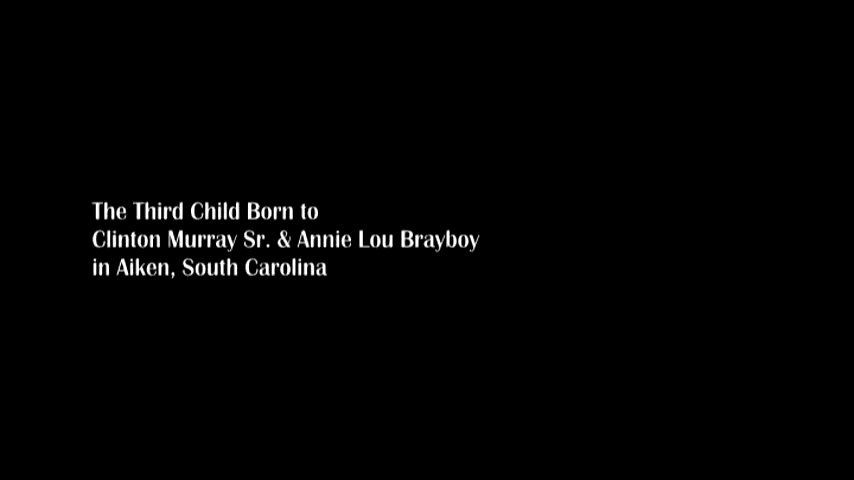 The Third Child Born to
Clinton Murray Sr. & Annie Lou Brayboy
in Aiken, South Carolina